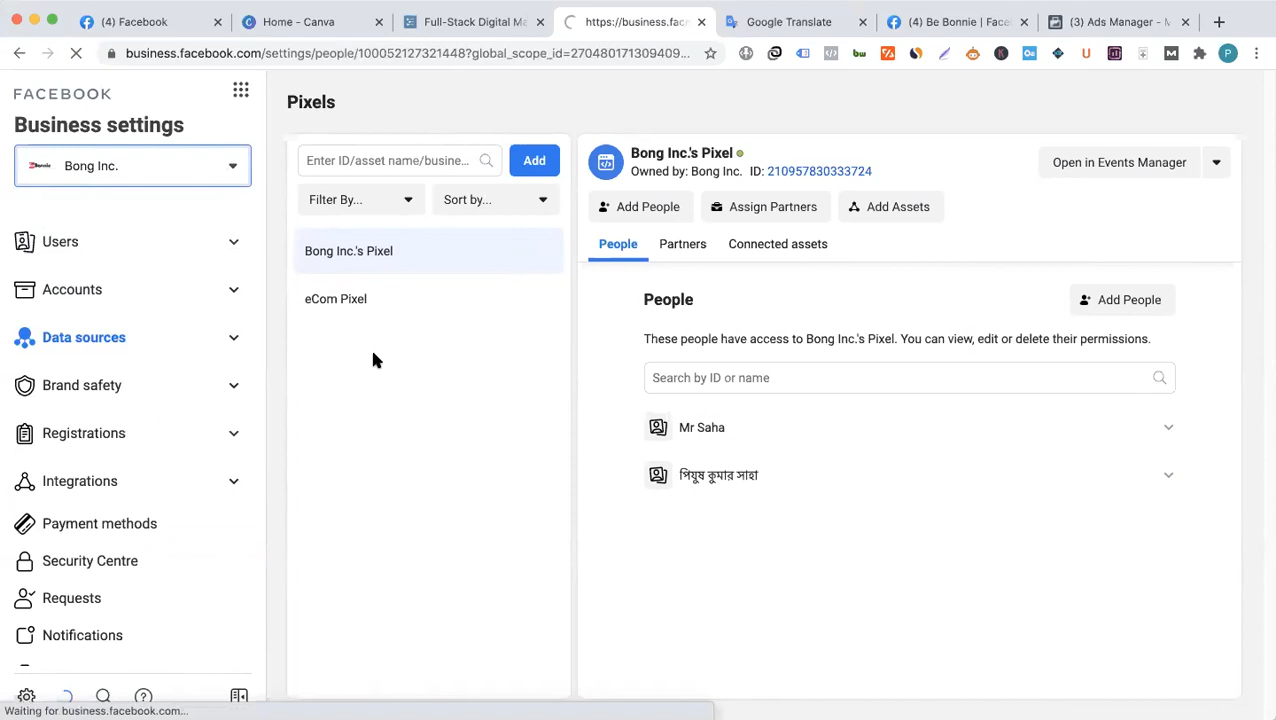 (4) Facebook
Home - Canva
Full-Stack Digital Ma
https://business.face
Google Translate
(4) Be Bonnie | Face
(3) Ads Manager - M
business.facebook.com/settings/people/100052127321448?global_scope_id=270480171309409...
FACEBOOK
Business settings
Bong Inc.
Users
Accounts
Data sources
Brand safety
Registrations
Integrations
Payment methods
Security Centre
Requests
Notifications
Waiting for business.facebook.com...
Pixels
Enter ID/asset name/busine...
Add
Filter By...
Sort by...
Bong Inc.'s Pixel
eCom Pixel
Bong Inc.'s Pixel
Owned by: Bong Inc. ID: 210957830333724
Open in Events Manager
Add People
Assign Partners
Add Assets
People
Partners
Connected assets
People
Add People
These people have access to Bong Inc.'s Pixel. You can view, edit or delete their permissions.
Search by ID or name
Mr Saha
পিযুষ কুমার সাহা